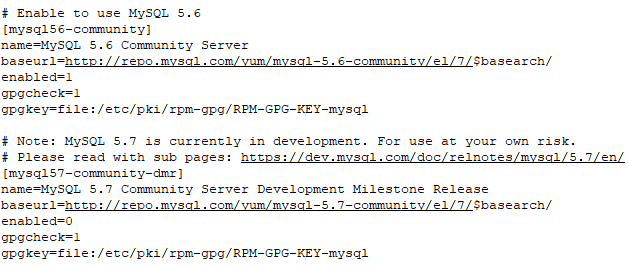 # Enable to use MySQL 5.6
[mysql56-community]
name=MySQL 5.6 Community Server
baseurl=http://repo.mysql.com/yum/mysql-5.6-community/el/7/$basearch/
enabled=1
gpgcheck=1
gpgkey=file:/etc/pki/rpm-gpg/RPM-GPG-KEY-mysql

# Note: MySQL 5.7 is currently in development. For use at your own risk.
# Please read with sub pages: https://dev.mysql.com/doc/relnotes/mysql/5.7/en/
[mysql57-community-dmr]
name=MySQL 5.7 Community Server Development Milestone Release
baseurl=http://repo.mysql.com/yum/mysql-5.7-community/el/7/$basearch/
enabled=0
gpgcheck=1
gpgkey=file:/etc/pki/rpm-gpg/RPM-GPG-KEY-mysql